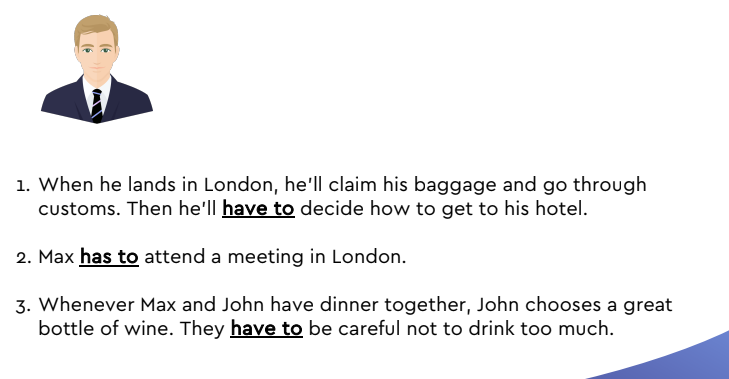 1. When he lands in London, he'll claim his baggage and go through
customs. Then he'll have to decide how to get to his hotel.
2. Max has to attend a meeting in London.
3. Whenever Max and John have dinner together, John chooses a great
bottle of wine. They have to be careful not to drink too much.